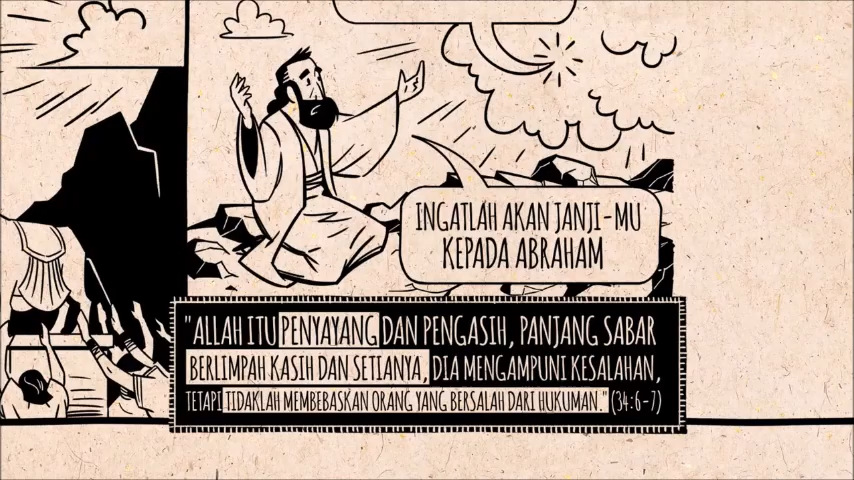 INGATLAH AKAN JANJI-MU
KEPADA ABRAHAM
"ALLAH ITU PENYAYANG DAN PENGASIH, PANJANG SABAR
BERLIMPAH KASIH DAN SETIANYA, DIA MENGAMPUNI KESALAHAN,
TETAPI TIDAKLAH MEMBEBASKAN ORANG YANG BERSALAH DARI HUKUMAN." (34:6-7)